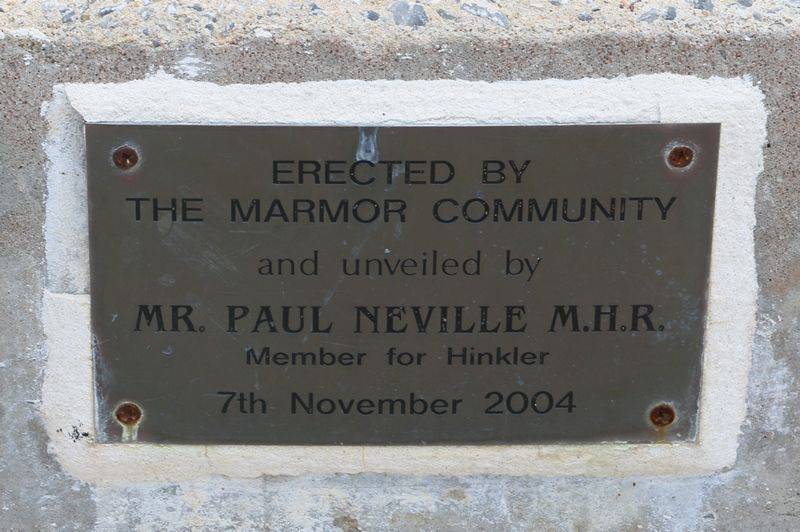 ERECTED BY
THE MARMOR COMMUNITY
and unveiled by
MR. PAUL NEVILLE M.H.R.
Member for Hinkler
7th November 2004